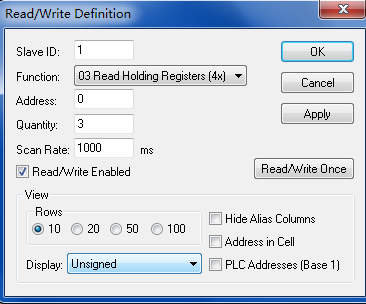 Read/Write Definition
Slave ID: 1
OK
Function: 03 Read Holding Registers (4x)
Cancel
Address: 0
Apply
Quantity: 3
Scan Rate: 1000 ms
Read/Write Enabled
Read/Write Once
View
Rows
10 20 50 100
Hide Alias Columns
Address in Cell
Display: Unsigned
PLC Addresses (Base 1)